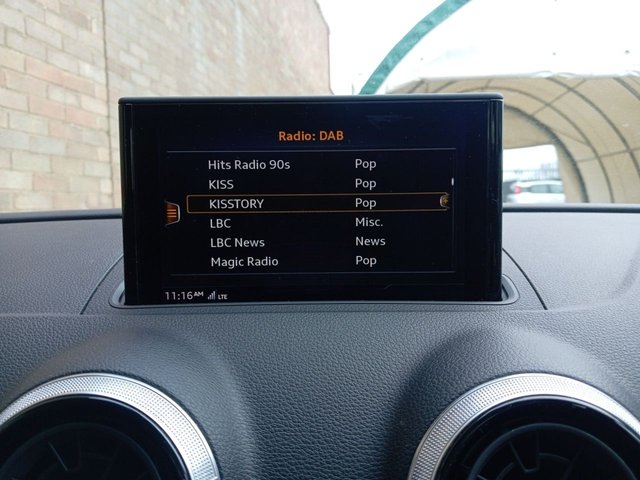 Radio: DAB
Hits Radio 90s Pop
KISS Pop
KISSTORY Pop
LBC Misc.
LBC News News
Magic Radio Pop
11:16AM LTE